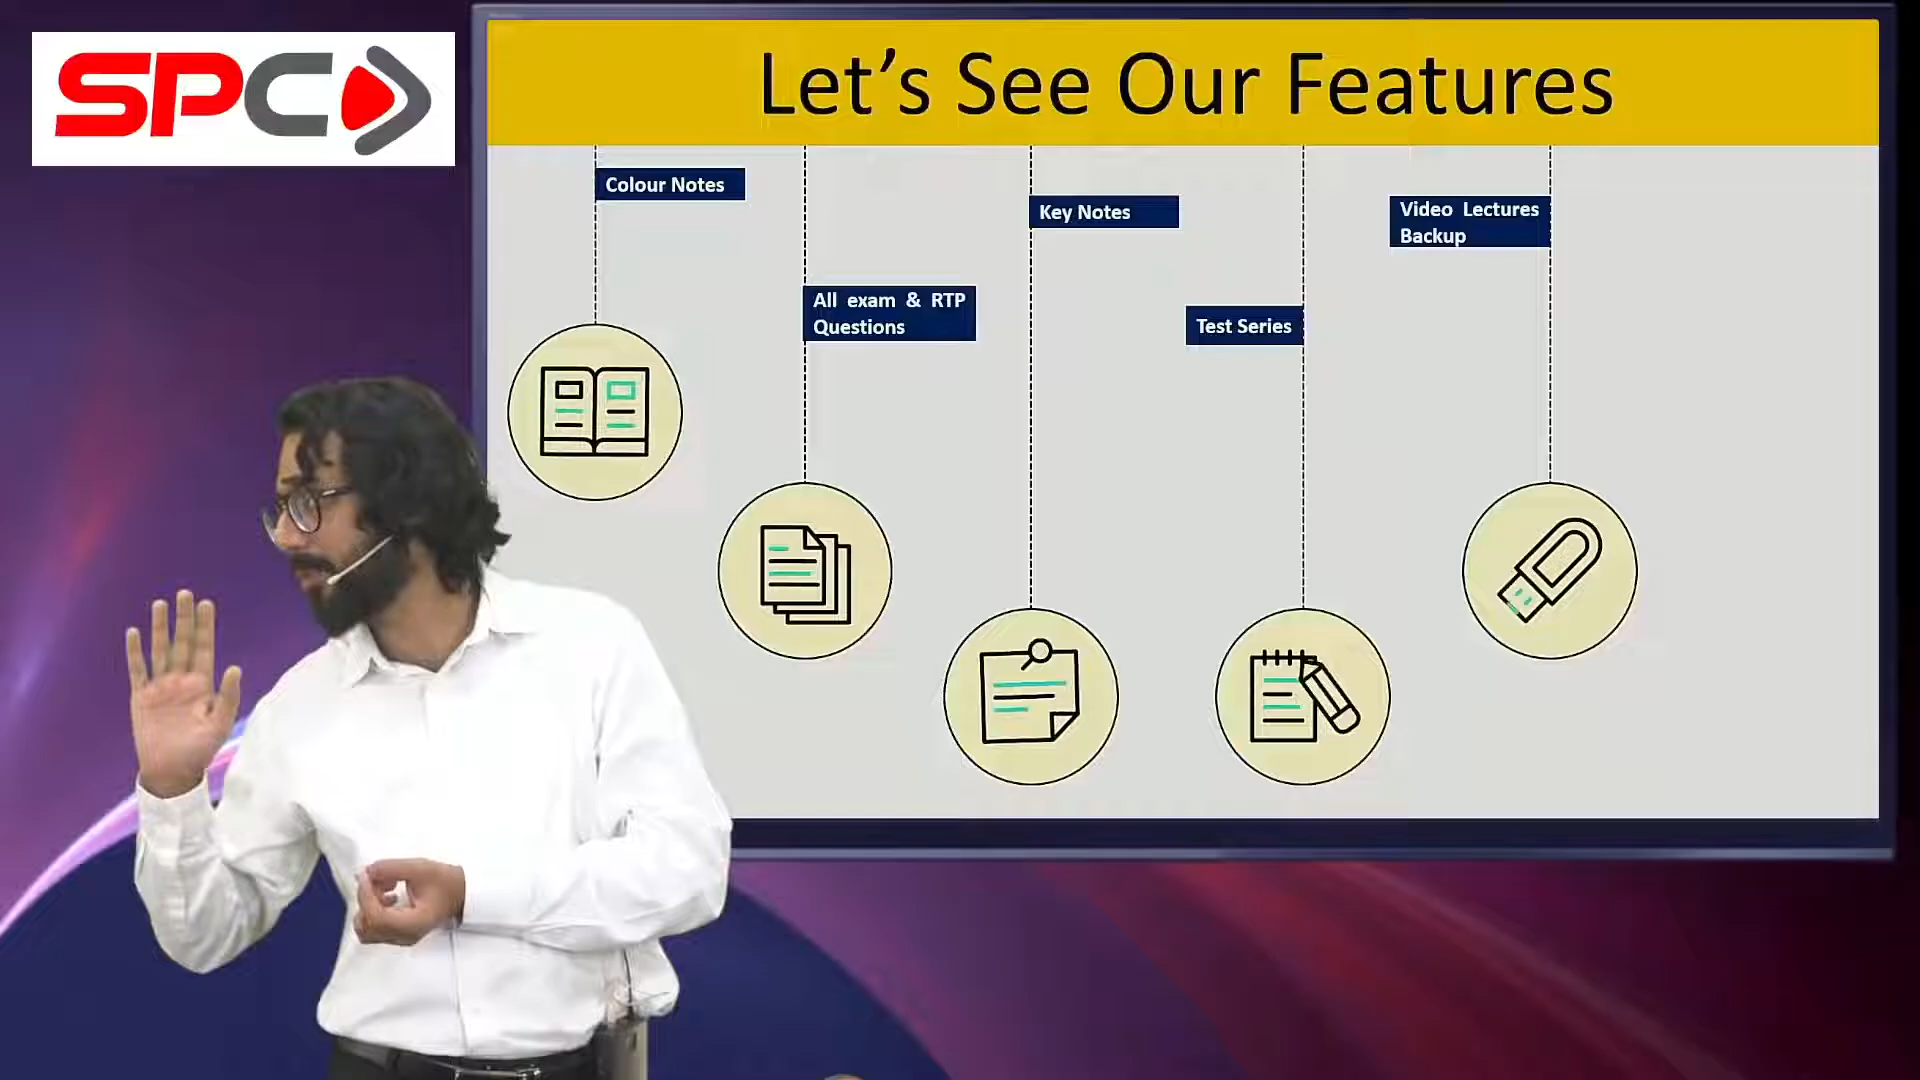 SPC
Let's See Our Features
Colour Notes
All exam & RTP
Questions
Key Notes
Test Series
Video Lectures
Backup